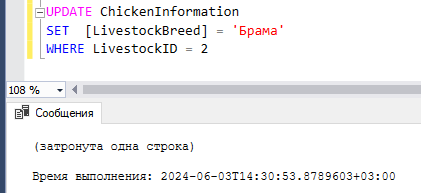 UPDATE ChickenInformation
SET [LivestockBreed] = 'Брама'
WHERE LivestockID = 2
108 %
Сообщения
(затронута одна строка)
Время выполнения: 2024-06-03T14:30:53.8789603+03:00